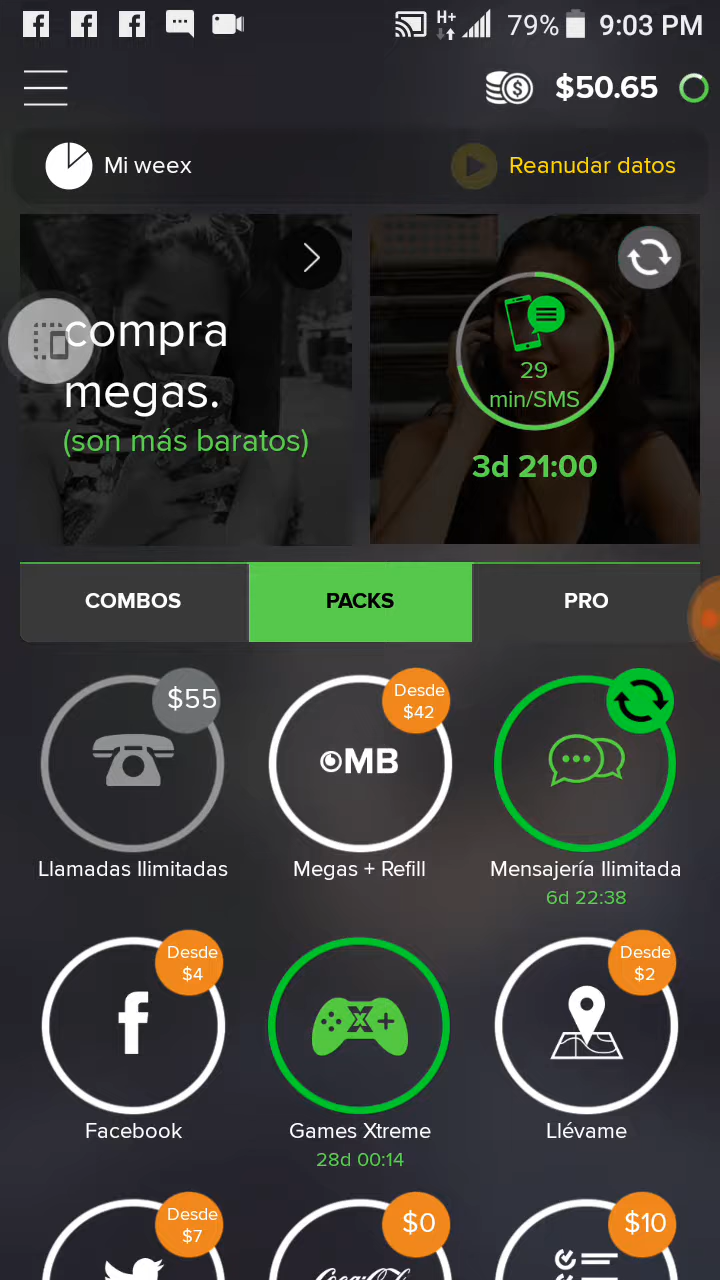 H+ 79% 9:03 PM
$50.65
Mi weex
Reanudar datos
compra
megas.
(son más baratos)
29
min/SMS
3d 21:00
COMBOS
PACKS
PRO
$55
Llamadas Ilimitadas
Desde
$42
MB
Megas + Refill
Mensajería Ilimitada
6d 22:38
Desde
$4
f
Facebook
X
Games Xtreme
28d 00:14
Desde
$2
Llévame
Desde
$7
$0
Coca-Cola
$10